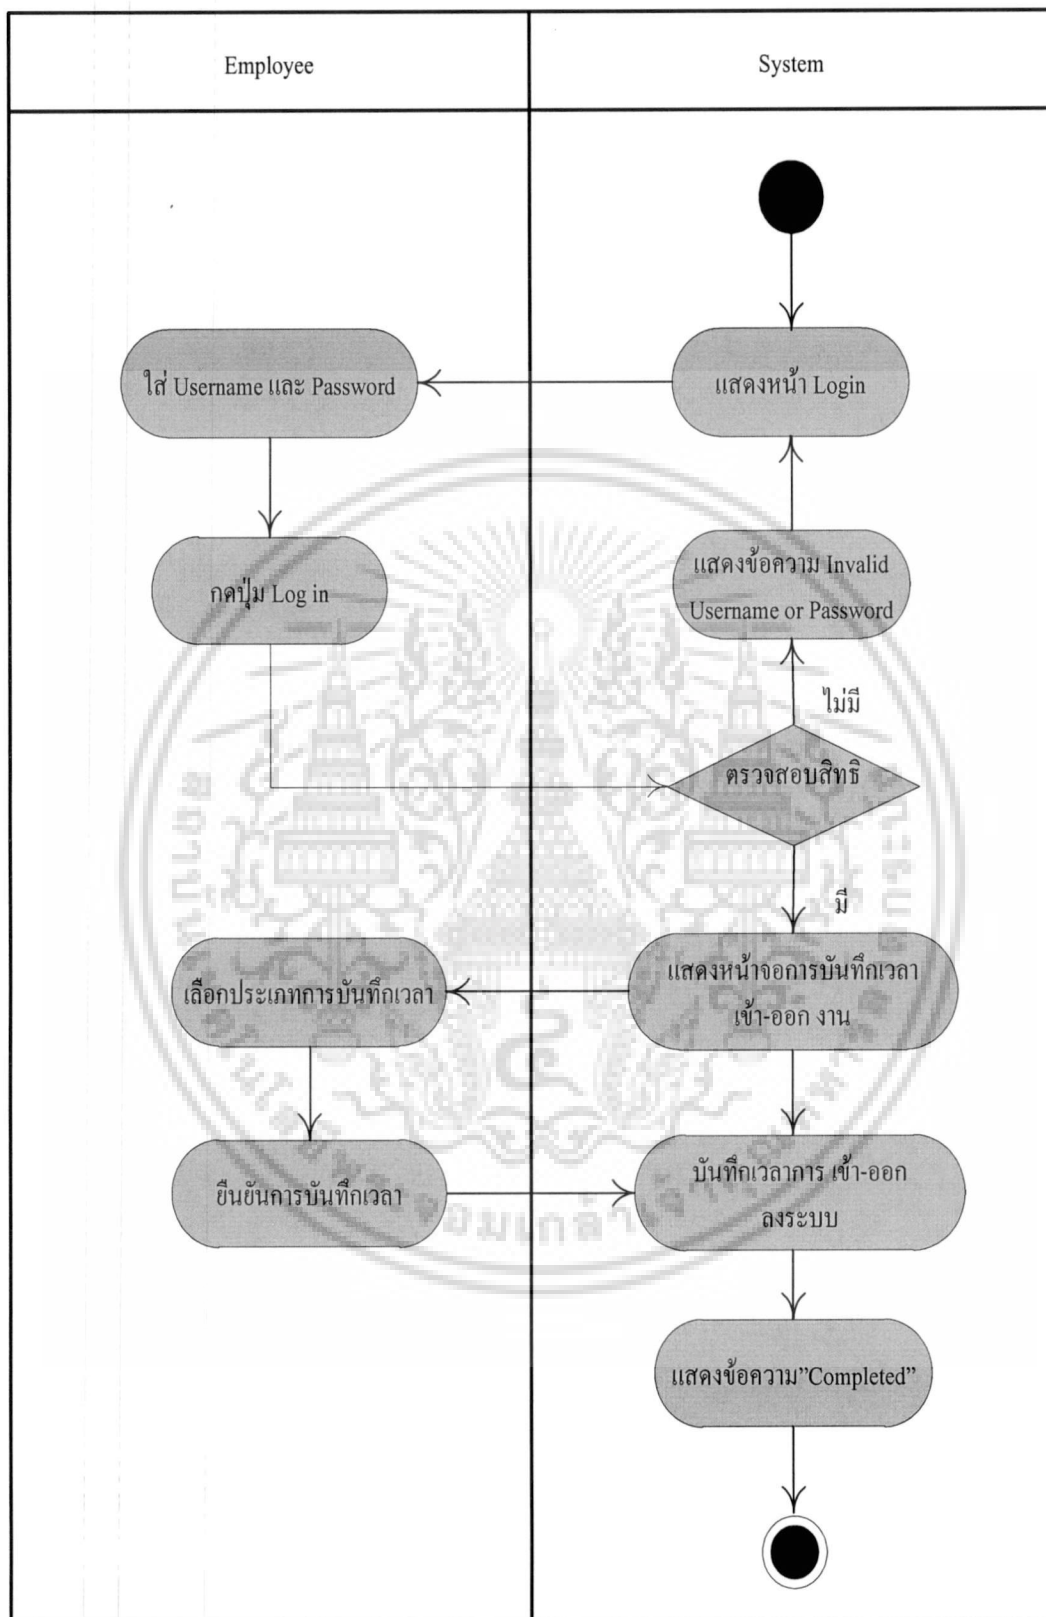 Employee
System
ใส่ Username และ Password
แสดงหน้า Login
กดปุ่ม Log in
แสดงข้อความ Invalid
Username or Password
ไม่มี
ตรวจสอบสิทธิ
มี
เลือกประเภทการบันทึกเวลา
แสดงหน้าจอการบันทึกเวลา
เข้า-ออก งาน
ยืนยันการบันทึกเวลา
บันทึกเวลาการ เข้า-ออก
ลงระบบ
แสดงข้อความ”Completed”